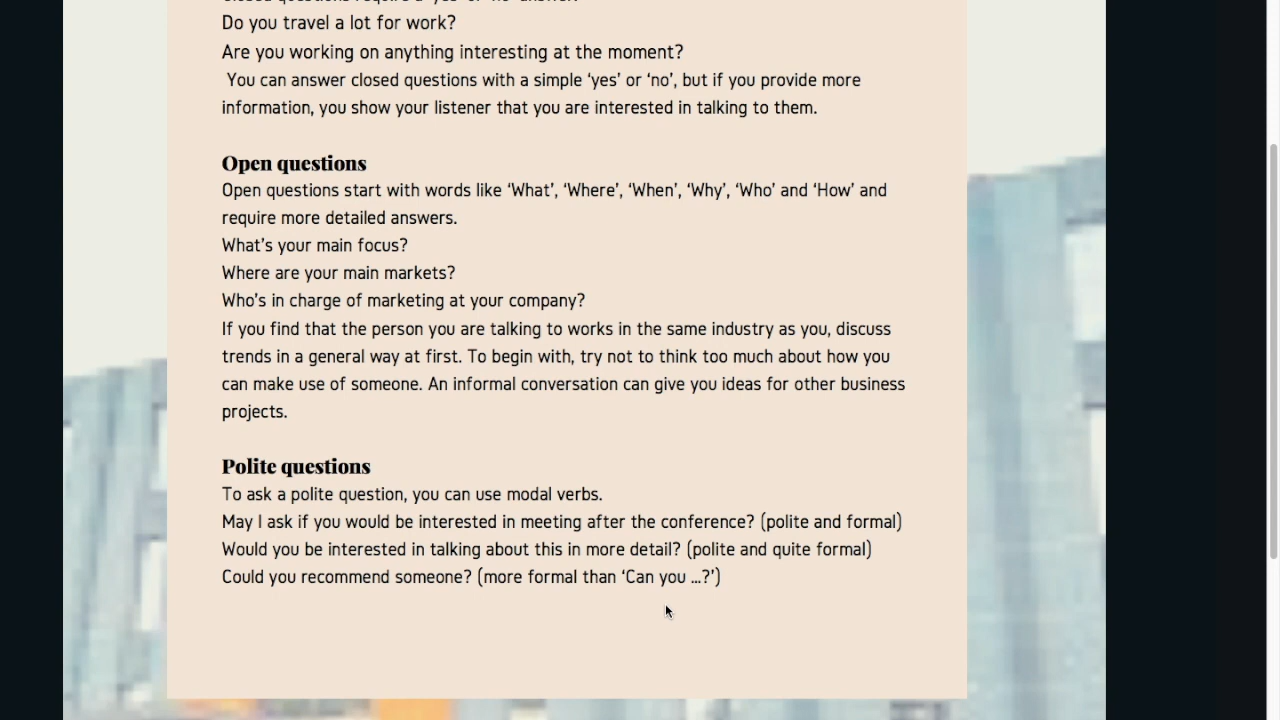 Closed questions require a 'yes' or 'no' answer.
Do you travel a lot for work?
Are you working on anything interesting at the moment?
You can answer closed questions with a simple ‘yes’ or ‘no’, but if you provide more
information, you show your listener that you are interested in talking to them.
Open questions
Open questions start with words like ‘What’, ‘Where’, ‘When’, ‘Why’, ‘Who’ and ‘How’ and
require more detailed answers.
What’s your main focus?
Where are your main markets?
Who’s in charge of marketing at your company?
If you find that the person you are talking to works in the same industry as you, discuss
trends in a general way at first. To begin with, try not to think too much about how you
can make use of someone. An informal conversation can give you ideas for other business
projects.
Polite questions
To ask a polite question, you can use modal verbs.
May I ask if you would be interested in meeting after the conference? (polite and formal)
Would you be interested in talking about this in more detail? (polite and quite formal)
Could you recommend someone? (more formal than ‘Can you ...?’)